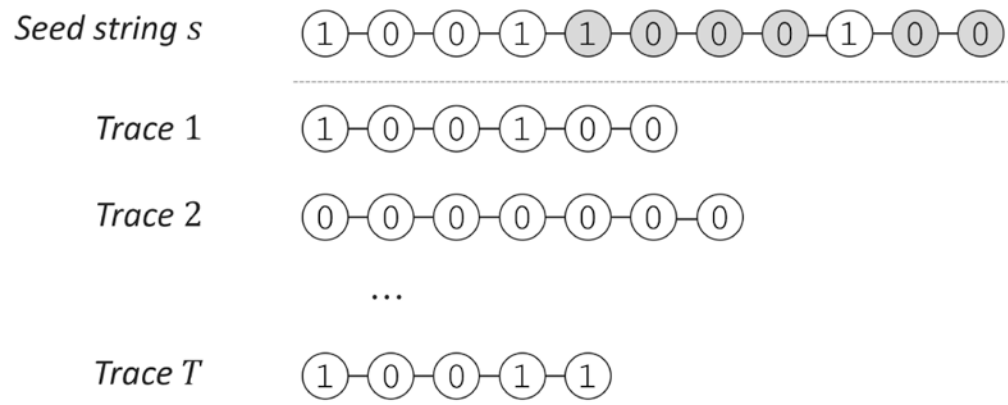 Seed string s 1 0 0 1 1 0 0 0 1 0 0
Trace 1 1 0 0 1 0 0
Trace 2 0 0 0 0 0 0 0
...
Trace T 1 0 0 1 1